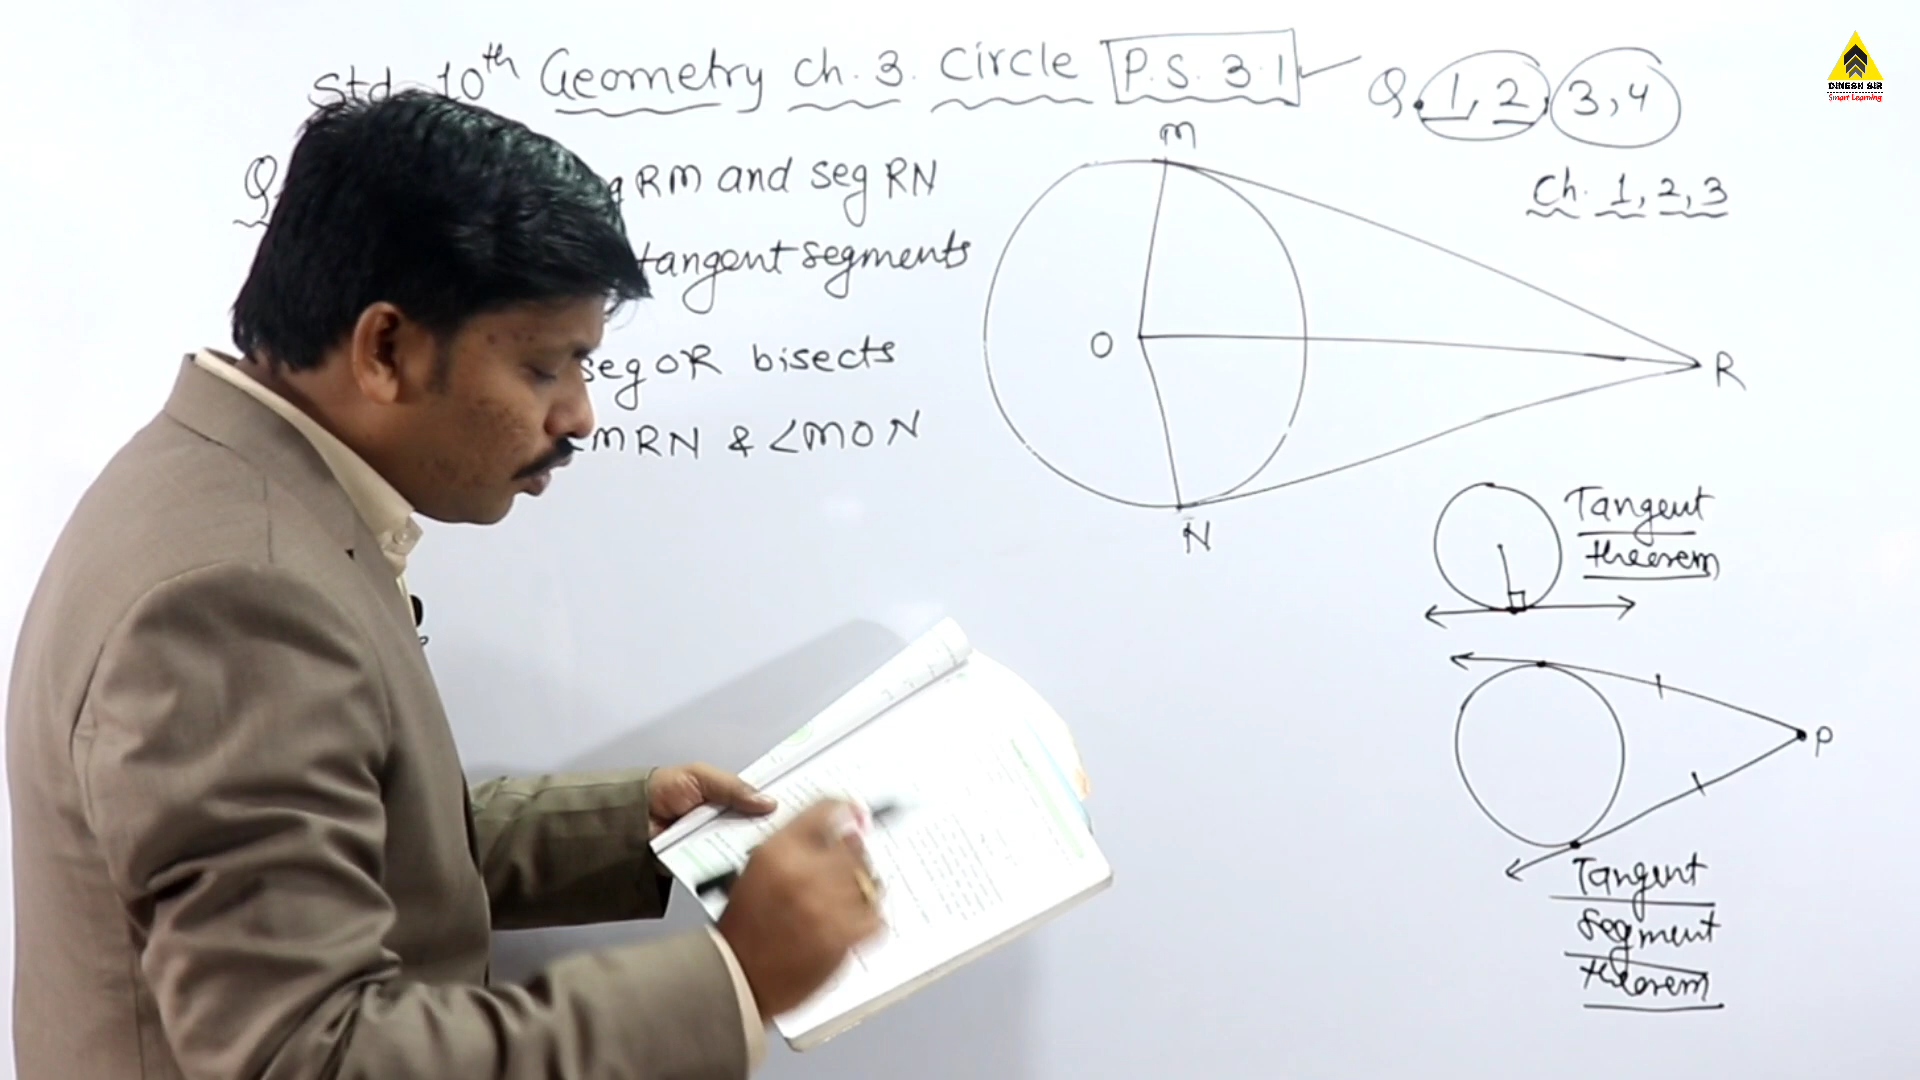 Std. 10th Geometry Ch. 3. Circle P.S. 3.1
Q. 1, 2, 3, 4
Ch. 1, 2, 3
Q. RM and seg RN
tangent segments
seg OR bisects
MRN & ∠MON
M
O
R
N
Tangent
theorem
P
Tangent
segment
theorem
DINESH SIR
Smart Learning